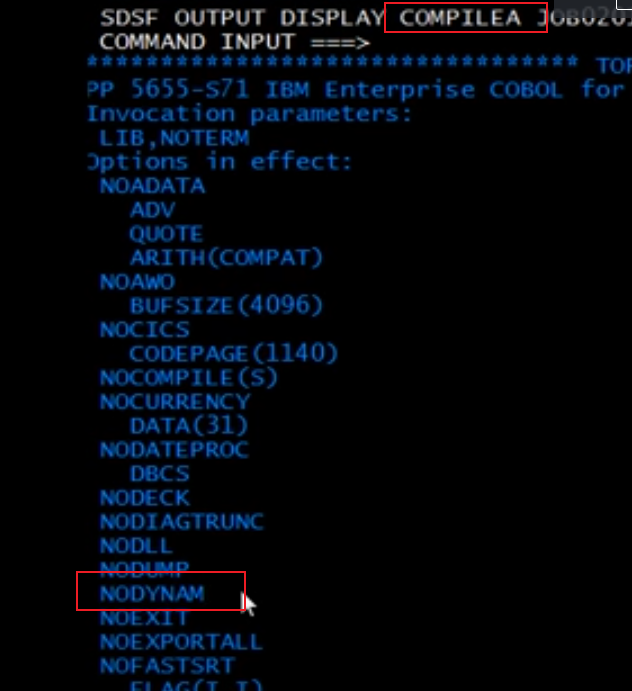 SDSF OUTPUT DISPLAY COMPILEA
COMMAND INPUT ===>
********************************** TOP
PP 5655-S71 IBM Enterprise COBOL for
Invocation parameters:
LIB,NOTERM
Options in effect:
NOADATA
ADV
QUOTE
ARITH(COMPAT)
NOAWO
BUFSIZE(4096)
NOCICS
CODEPAGE(1140)
NOCOMPILE(S)
NOCURRENCY
DATA(31)
NODATEPROC
DBCS
NODECK
NODIAGTRUNC
NODLL
NODUMP
NODYNAM
NOEXIT
NOEXPORTALL
NOFASTSRT
FLAG(I,I)